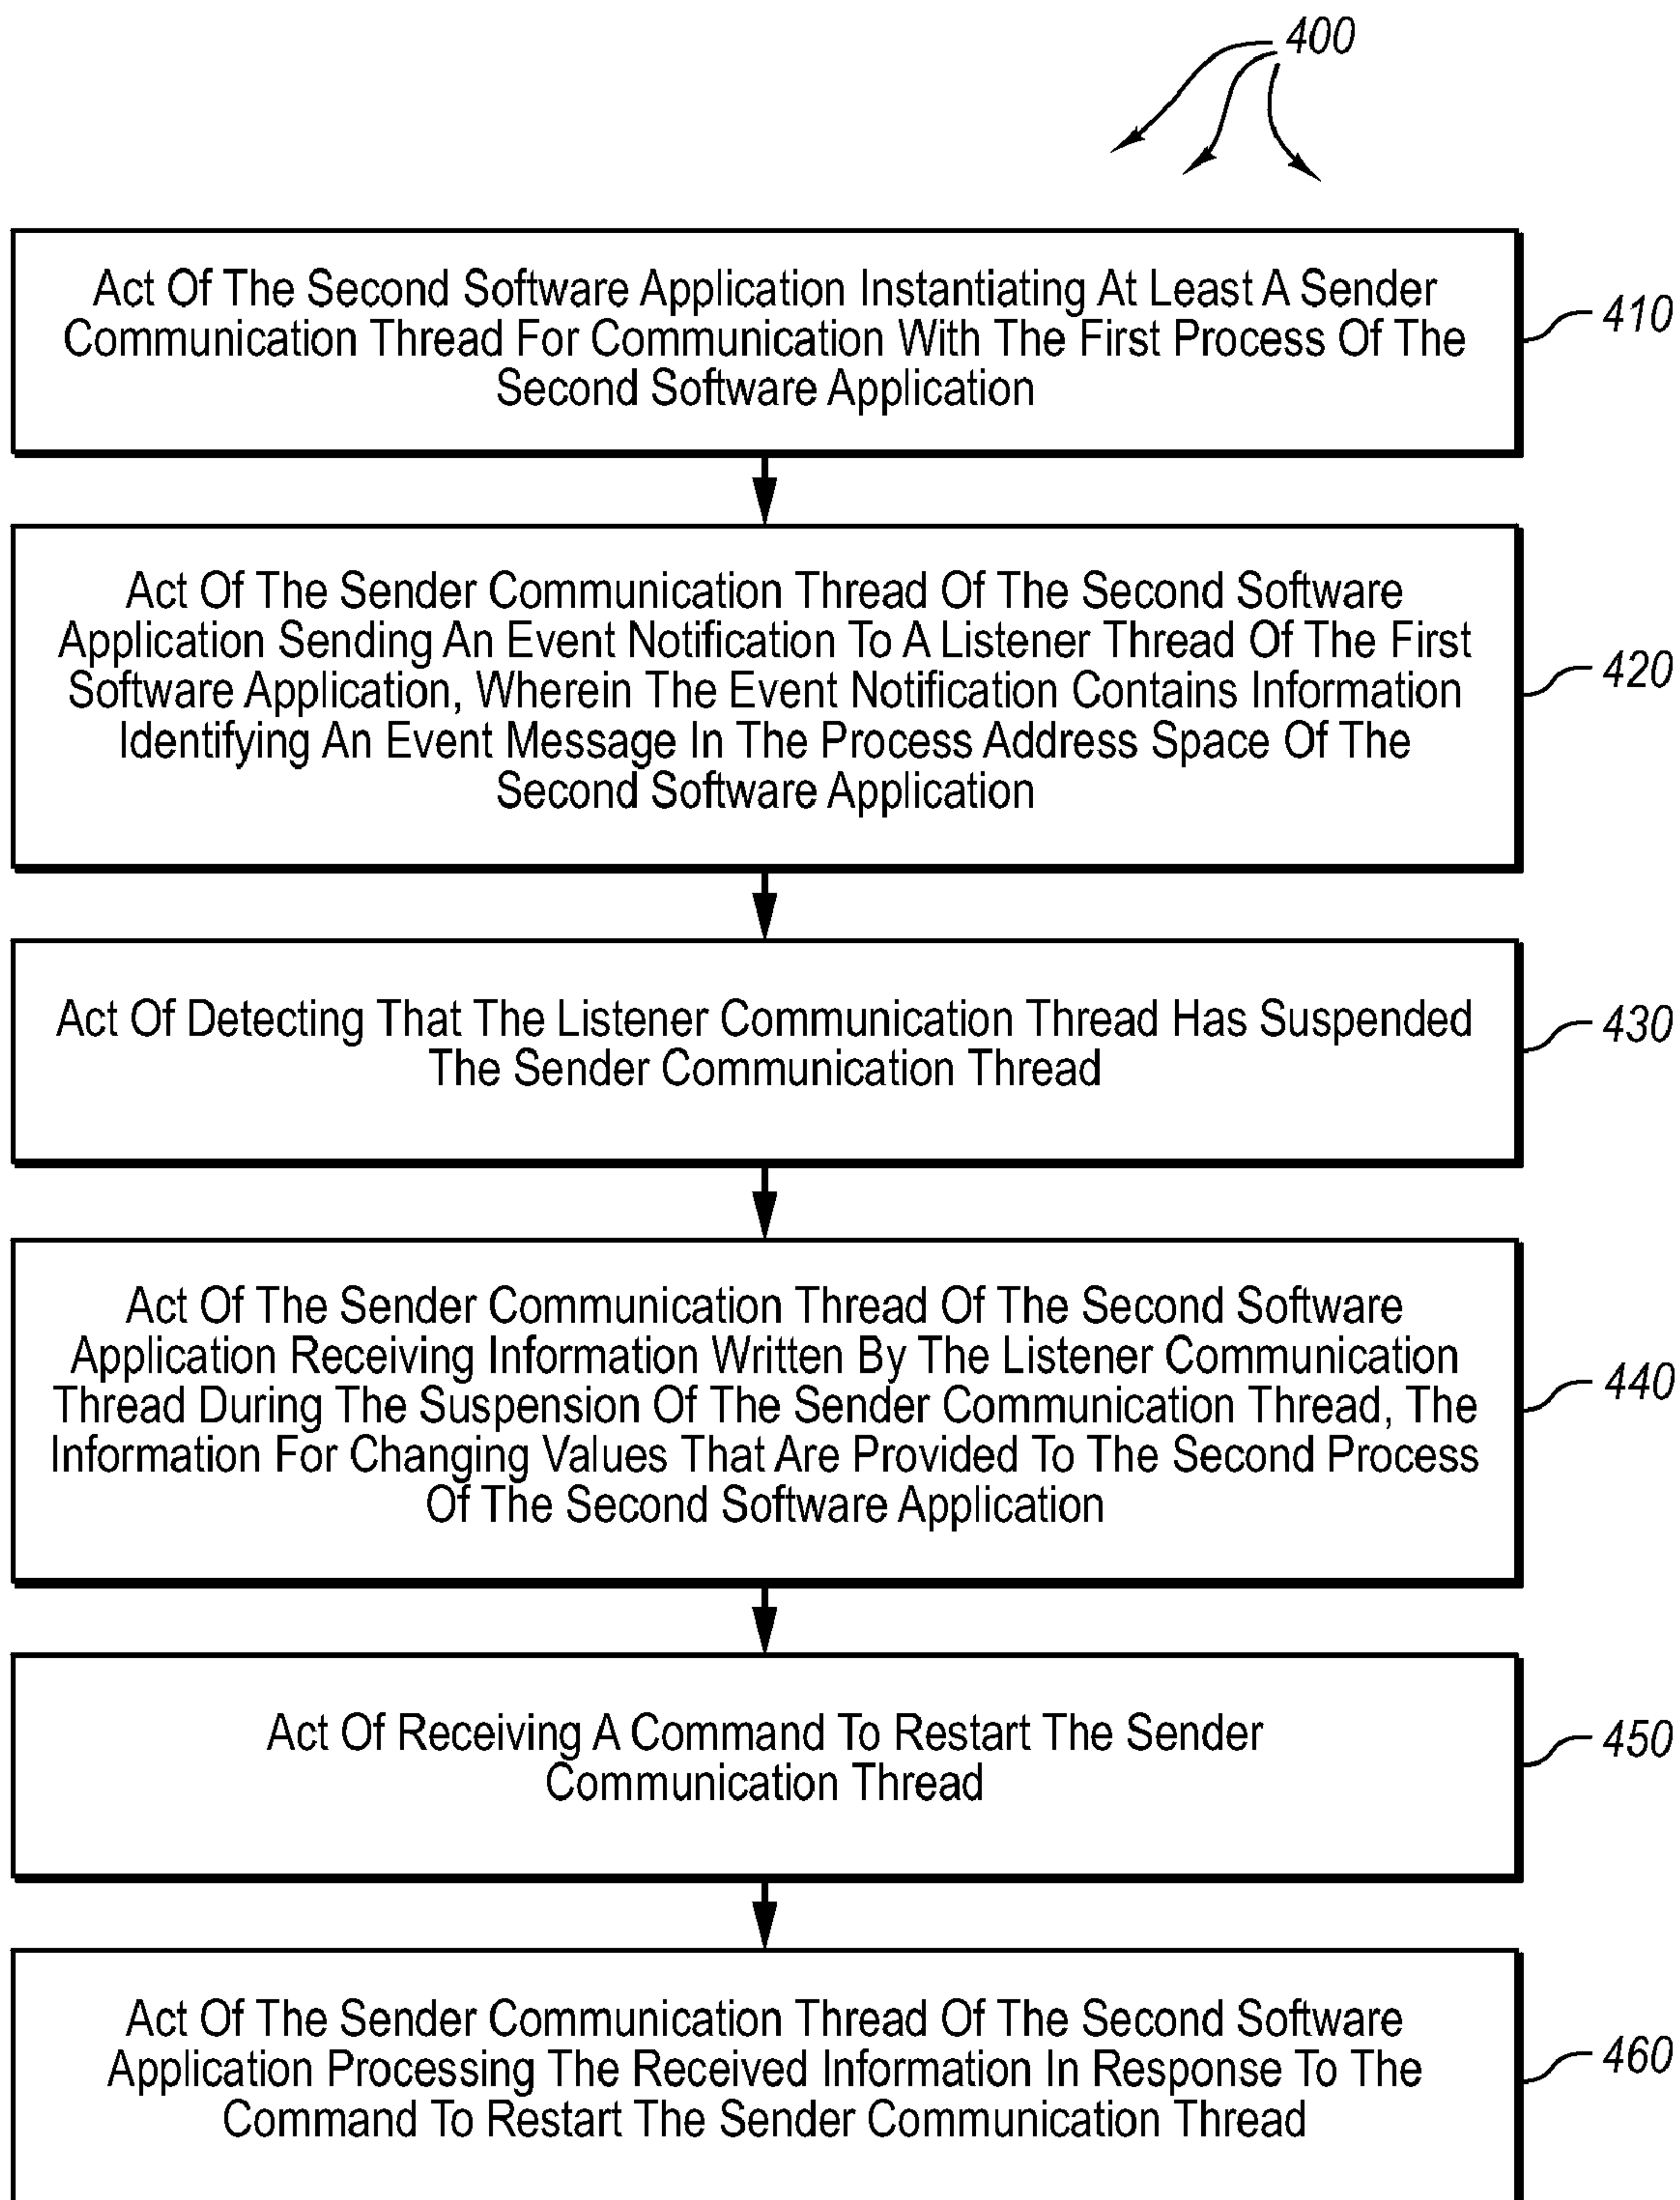 400
Act Of The Second Software Application Instantiating At Least A Sender
Communication Thread For Communication With The First Process Of The
Second Software Application
410
Act Of The Sender Communication Thread Of The Second Software
Application Sending An Event Notification To A Listener Thread Of The First
Software Application, Wherein The Event Notification Contains Information
Identifying An Event Message In The Process Address Space Of The
Second Software Application
420
Act Of Detecting That The Listener Communication Thread Has Suspended
The Sender Communication Thread
430
Act Of The Sender Communication Thread Of The Second Software
Application Receiving Information Written By The Listener Communication
Thread During The Suspension Of The Sender Communication Thread, The
Information For Changing Values That Are Provided To The Second Process
Of The Second Software Application
440
Act Of Receiving A Command To Restart The Sender
Communication Thread
450
Act Of The Sender Communication Thread Of The Second Software
Application Processing The Received Information In Response To The
Command To Restart The Sender Communication Thread
460